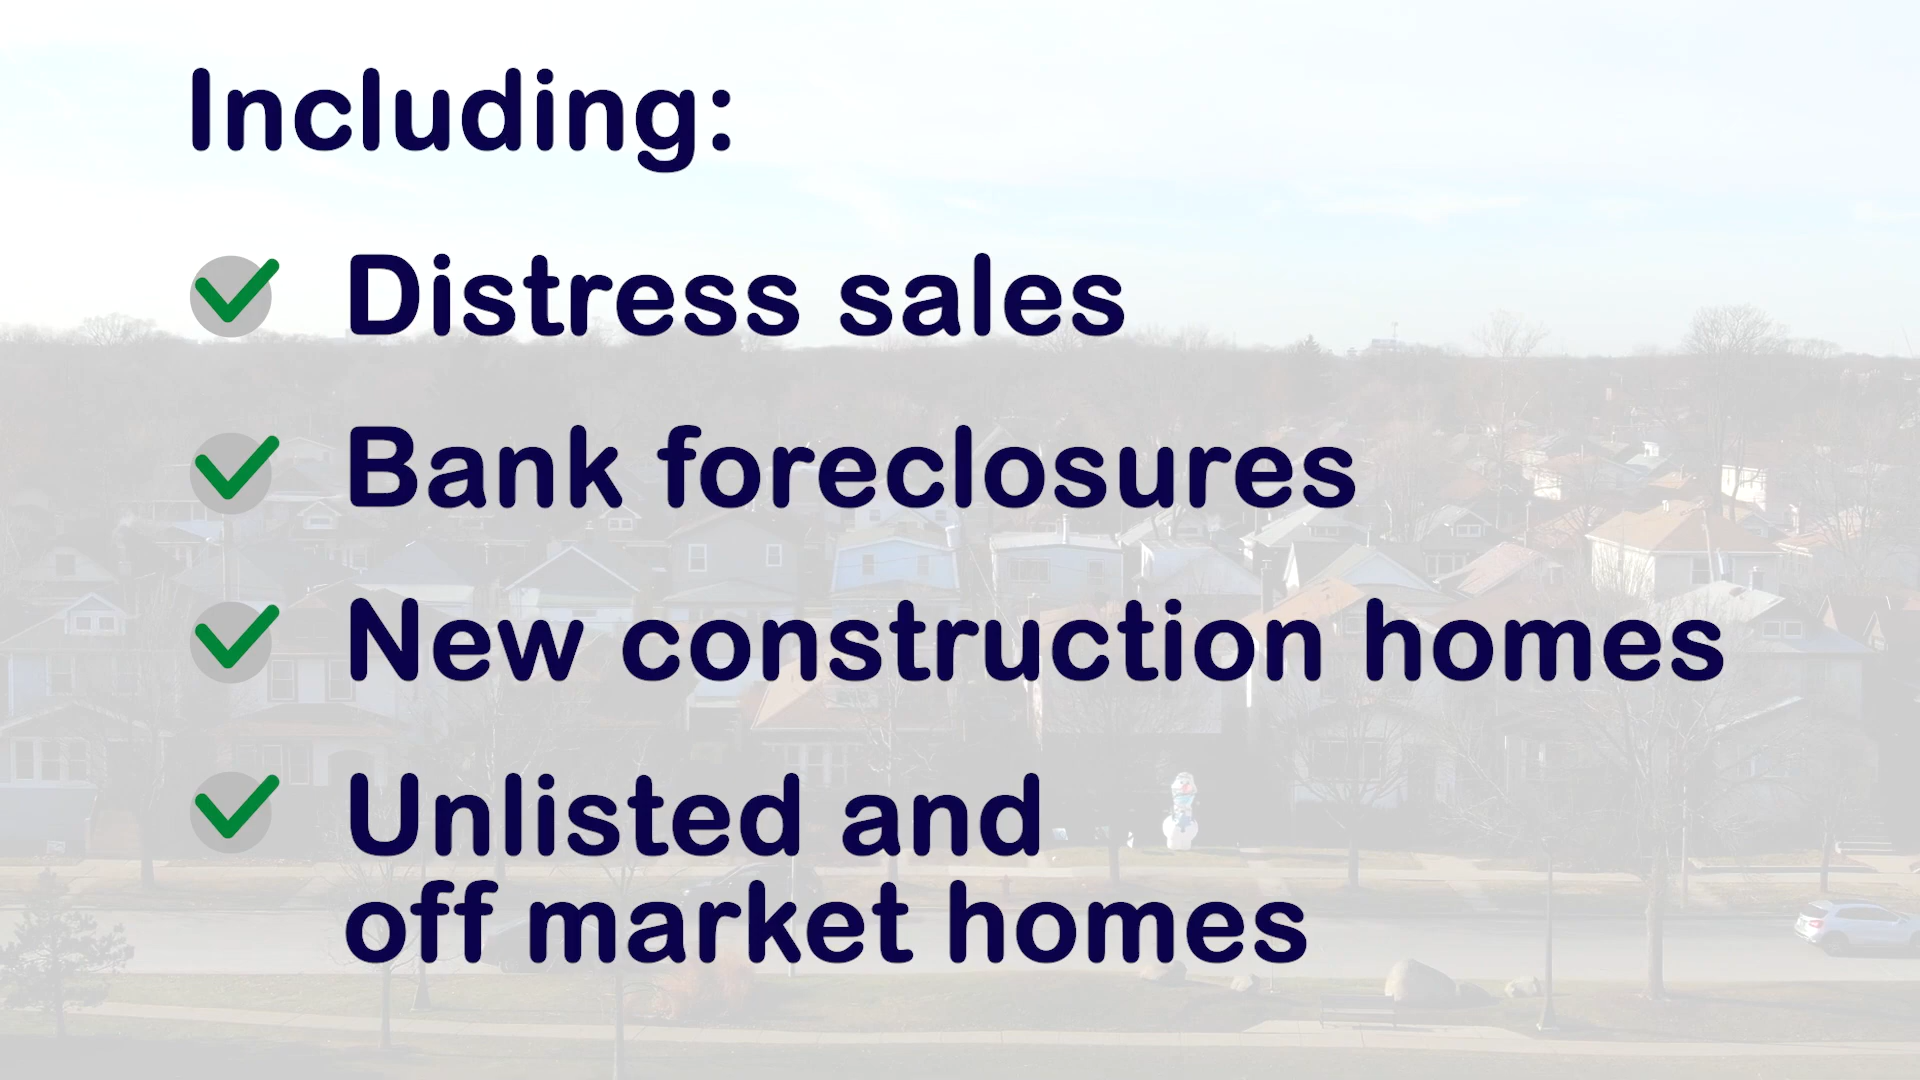 Including:
Distress sales
Bank foreclosures
New construction homes
Unlisted and
off market homes